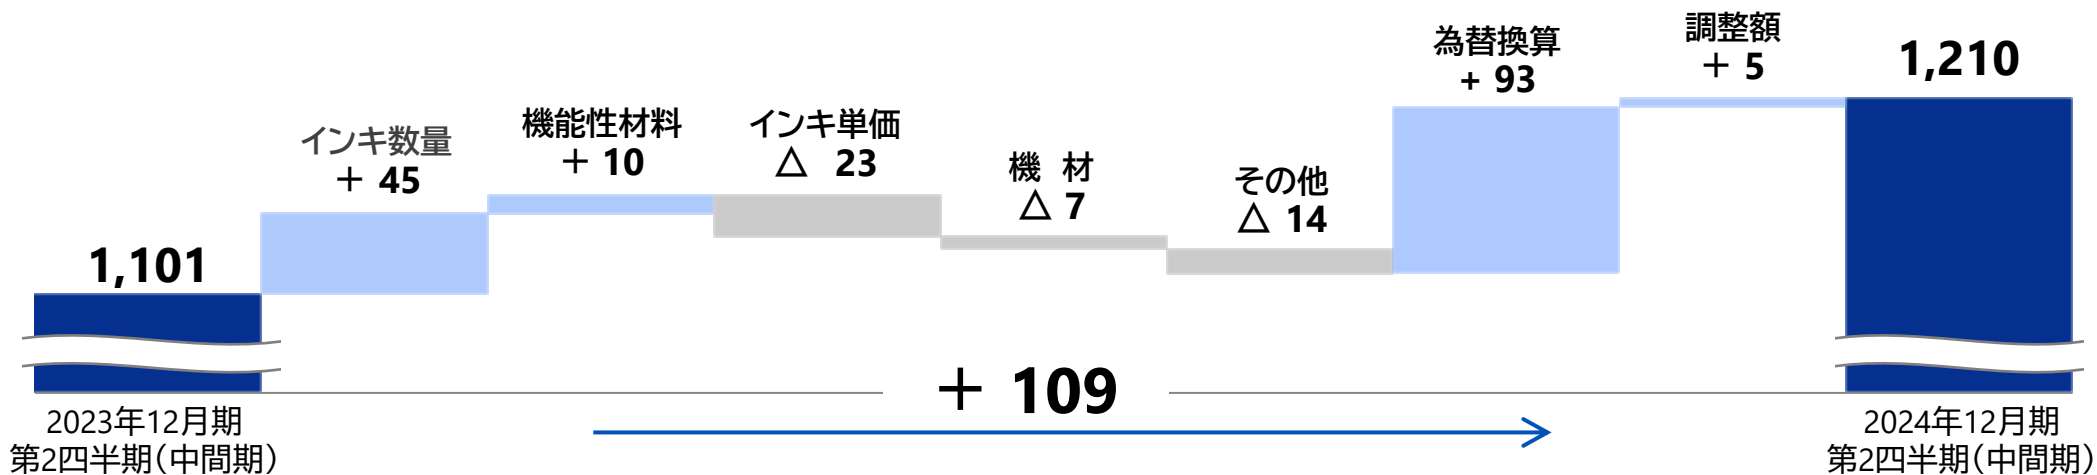 1,101
インキ数量
＋ 45
機能性材料
＋ 10
インキ単価
△ 23
機 材
△ 7
その他
△ 14
為替換算
+ 93
調整額
＋ 5
1,210
＋ 109
2023年12月期
第2四半期(中間期)
2024年12月期
第2四半期(中間期)